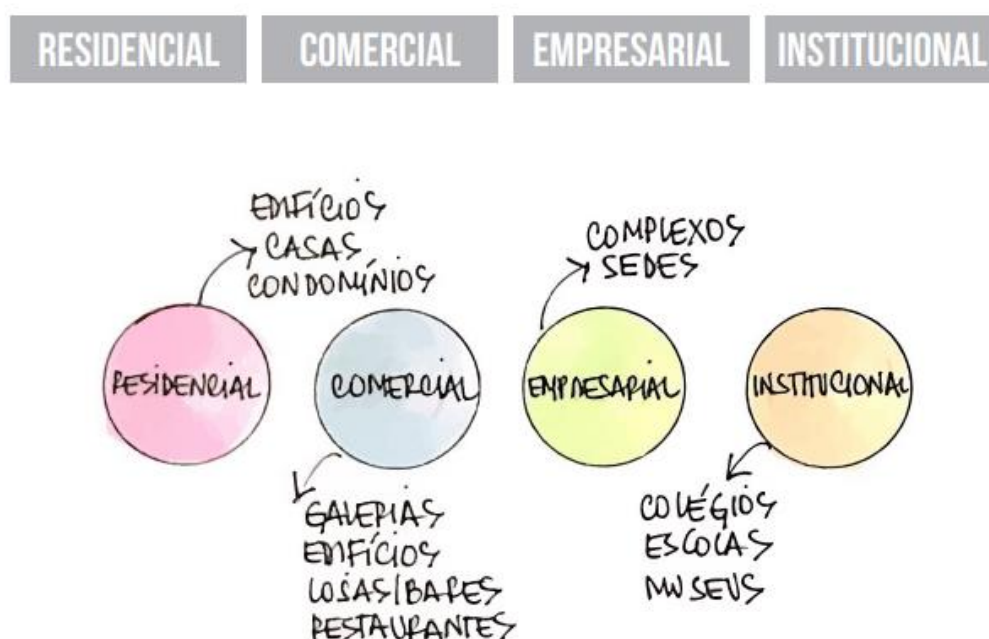 RESIDENCIAL
COMERCIAL
EMPRESARIAL
INSTITUCIONAL
EDIFÍCIOS
CASAS
CONDOMÍNIOS
COMPLEXOS
SEDES
RESIDENCIAL
COMERCIAL
EMPRESARIAL
INSTITUCIONAL
GALERIAS
EDIFÍCIOS
LOJAS/BARES
RESTAURANTES
COLÉGIOS
ESCOLAS
MUSEUS